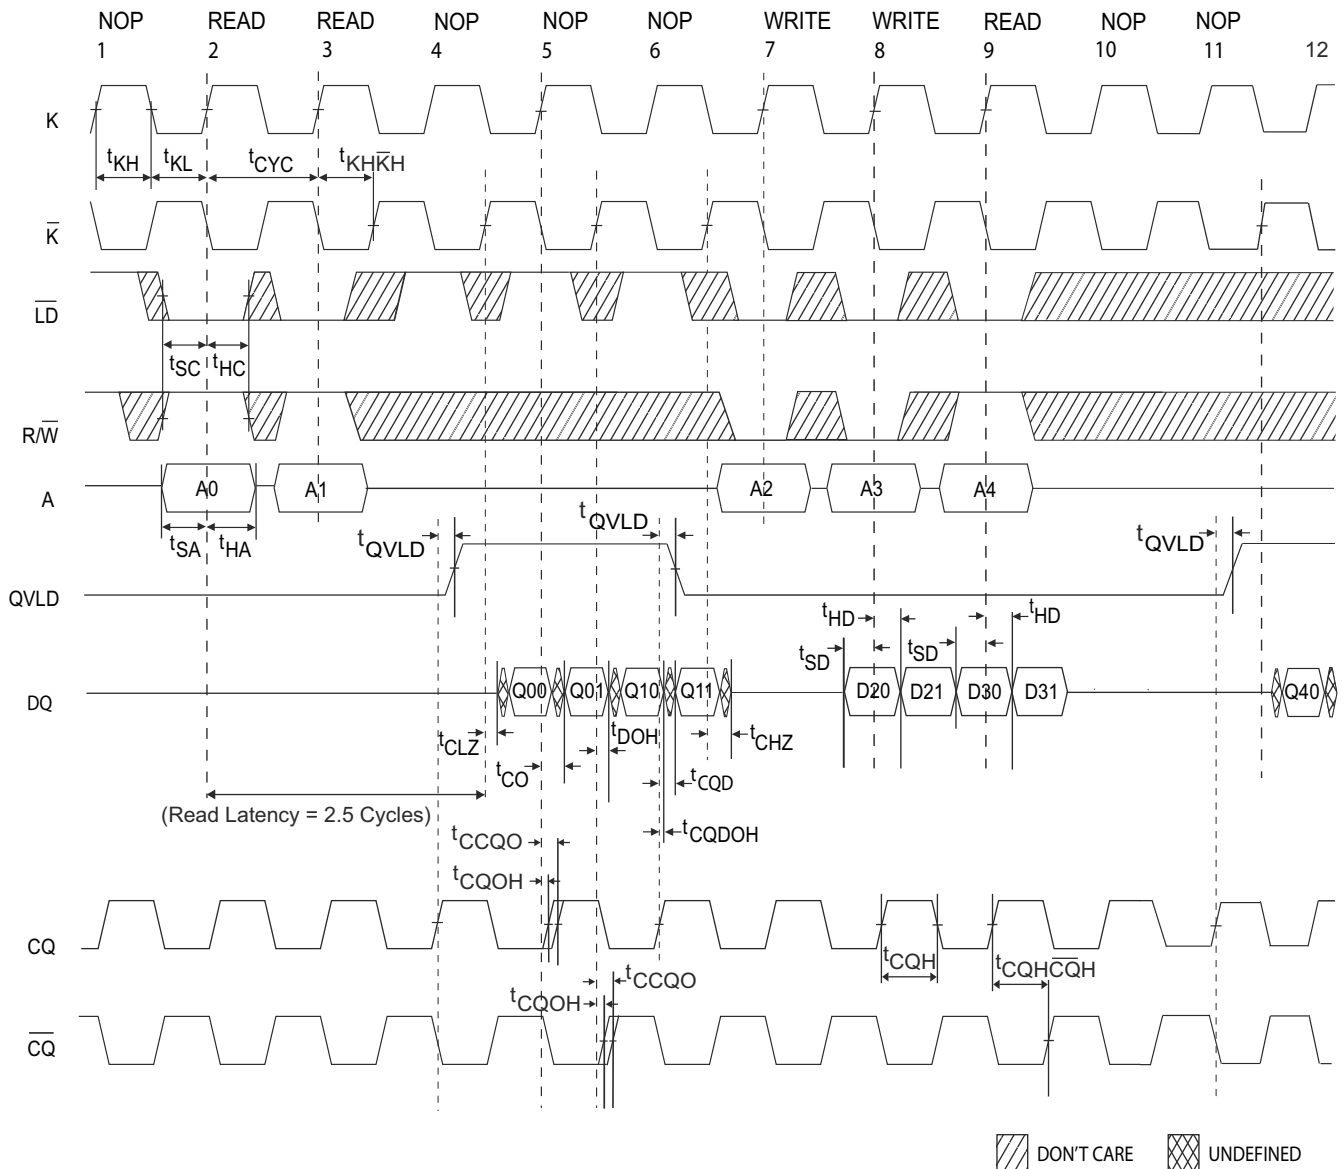 NOP READ READ NOP NOP NOP WRITE WRITE READ NOP NOP
1 2 3 4 5 6 7 8 9 10 11 12
K
tKH tKL tCYC tKHK̅H
K̅
L̅D̅
tSC tHC
R/W̅
A A0 A1 A2 A3 A4
tSA tHA tQVLD tQVLD tQVLD
QVLD
tHD tHD
tSD tSD
DQ Q00 Q01 Q10 Q11 D20 D21 D30 D31 Q40
tCLZ tDOH tCHZ
tCO tCQD
(Read Latency = 2.5 Cycles)
tCQDOH
tCCQO
tCQOH
CQ
tCQH tCQHC̅Q̅H
tCCQO
tCQOH
C̅Q̅
DON'T CARE UNDEFINED